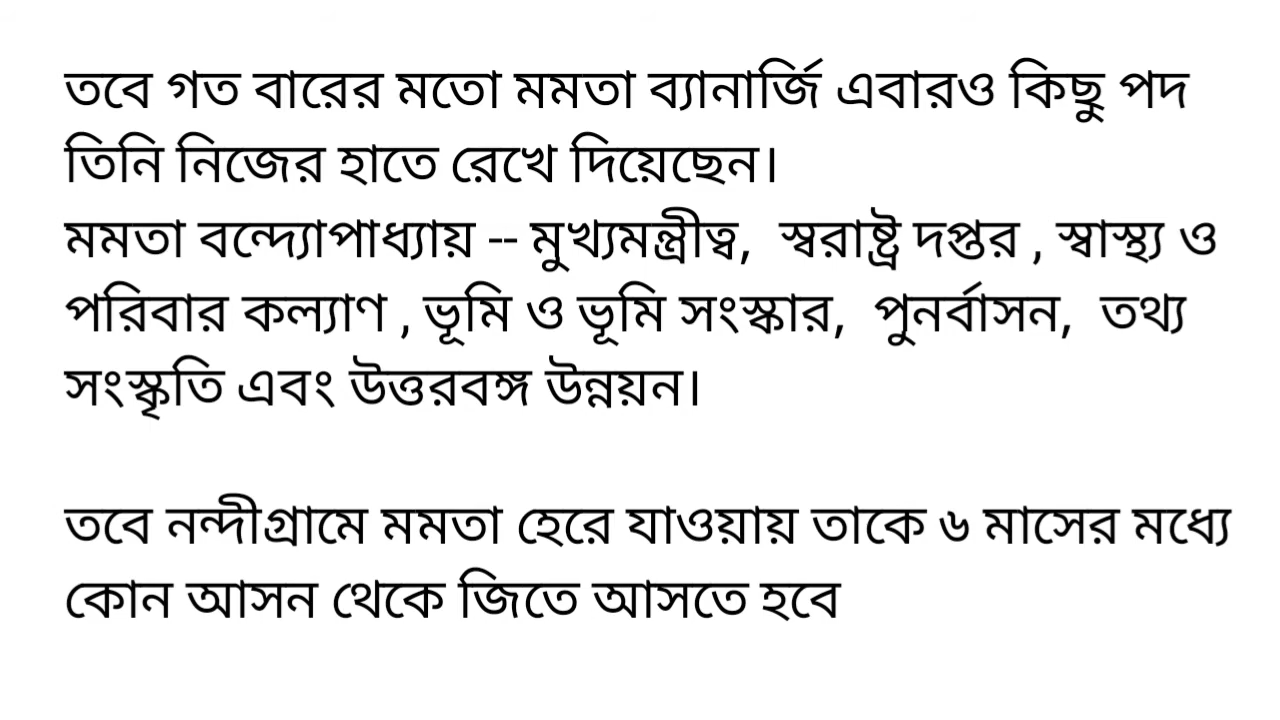 তবে গত বারের মতো মমতা ব্যানার্জি এবারও কিছু পদ
তিনি নিজের হাতে রেখে দিয়েছেন।
মমতা বন্দ্যোপাধ্যায় -- মুখ্যমন্ত্রীত্ব, স্বরাষ্ট্র দপ্তর , স্বাস্থ্য ও
পরিবার কল্যাণ , ভূমি ও ভূমি সংস্কার, পুনর্বাসন, তথ্য
সংস্কৃতি এবং উত্তরবঙ্গ উন্নয়ন।
তবে নন্দীগ্রামে মমতা হেরে যাওয়ায় তাকে ৬ মাসের মধ্যে
কোন আসন থেকে জিতে আসতে হবে